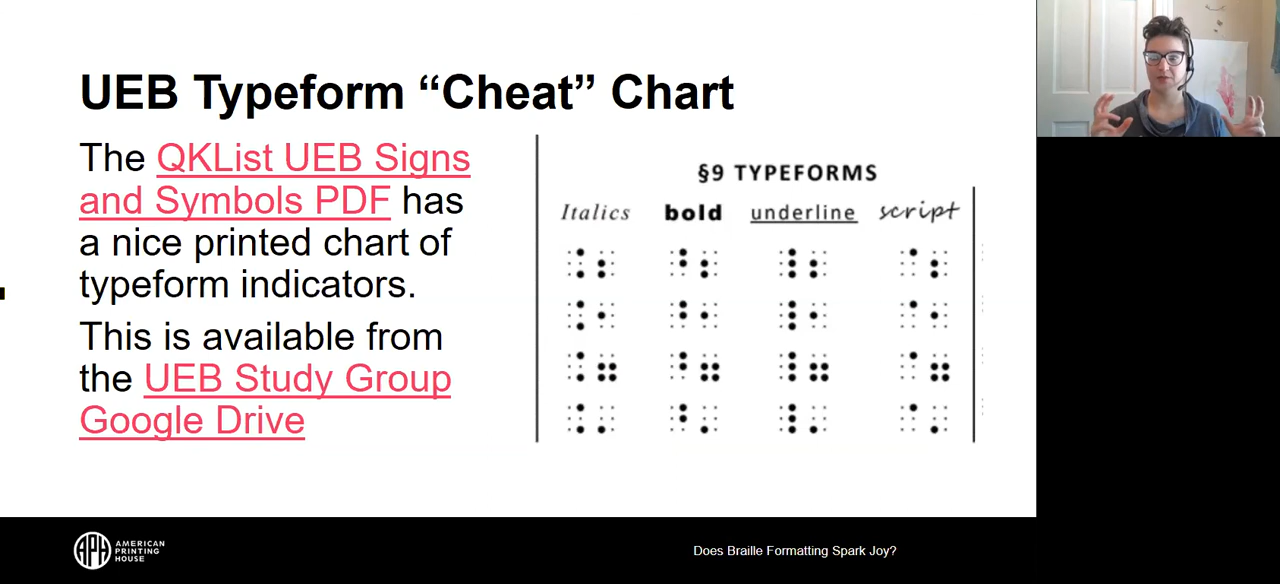 UEB Typeform “Cheat” Chart
The QKList UEB Signs
and Symbols PDF has
a nice printed chart of
typeform indicators.
This is available from
the UEB Study Group
Google Drive
§9 TYPEFORMS
Italics bold underline script
⠨⠆ ⠘⠆ ⠸⠆ ⠈⠆
⠨⠂ ⠘⠂ ⠸⠂ ⠈⠂
⠨⠶ ⠘⠶ ⠸⠶ ⠈⠶
⠨⠄ ⠘⠄ ⠸⠄ ⠈⠄
APH AMERICAN
PRINTING
HOUSE
Does Braille Formatting Spark Joy?